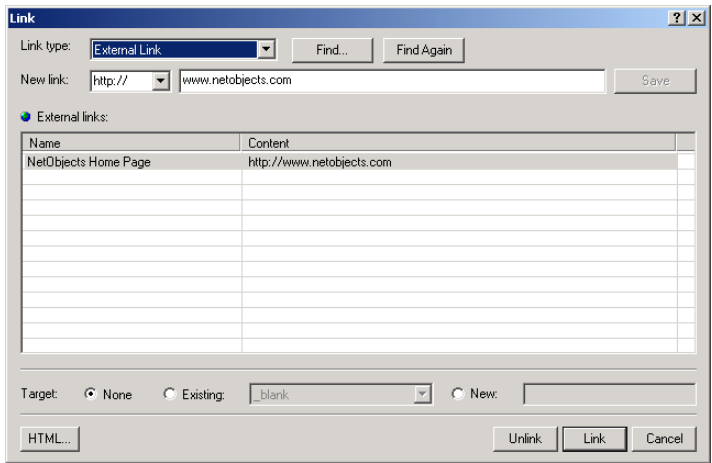 Link
Link type: External Link Find... Find Again
New link: http:// www.netobjects.com Save
External links:
Name Content
NetObjects Home Page http://www.netobjects.com
Target: None Existing: _blank New:
HTML... Unlink Link Cancel